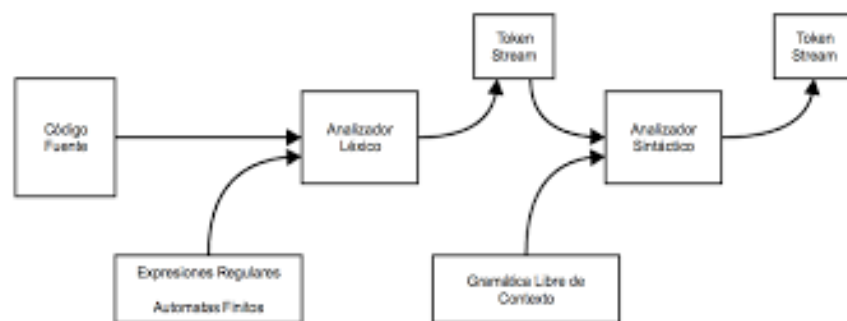 Token
Stream
Token
Stream
Código
Fuente
Analizador
Léxico
Analizador
Sintáctico
Expresiones Regulares
Automatas Finitos
Gramática Libre de
Contexto